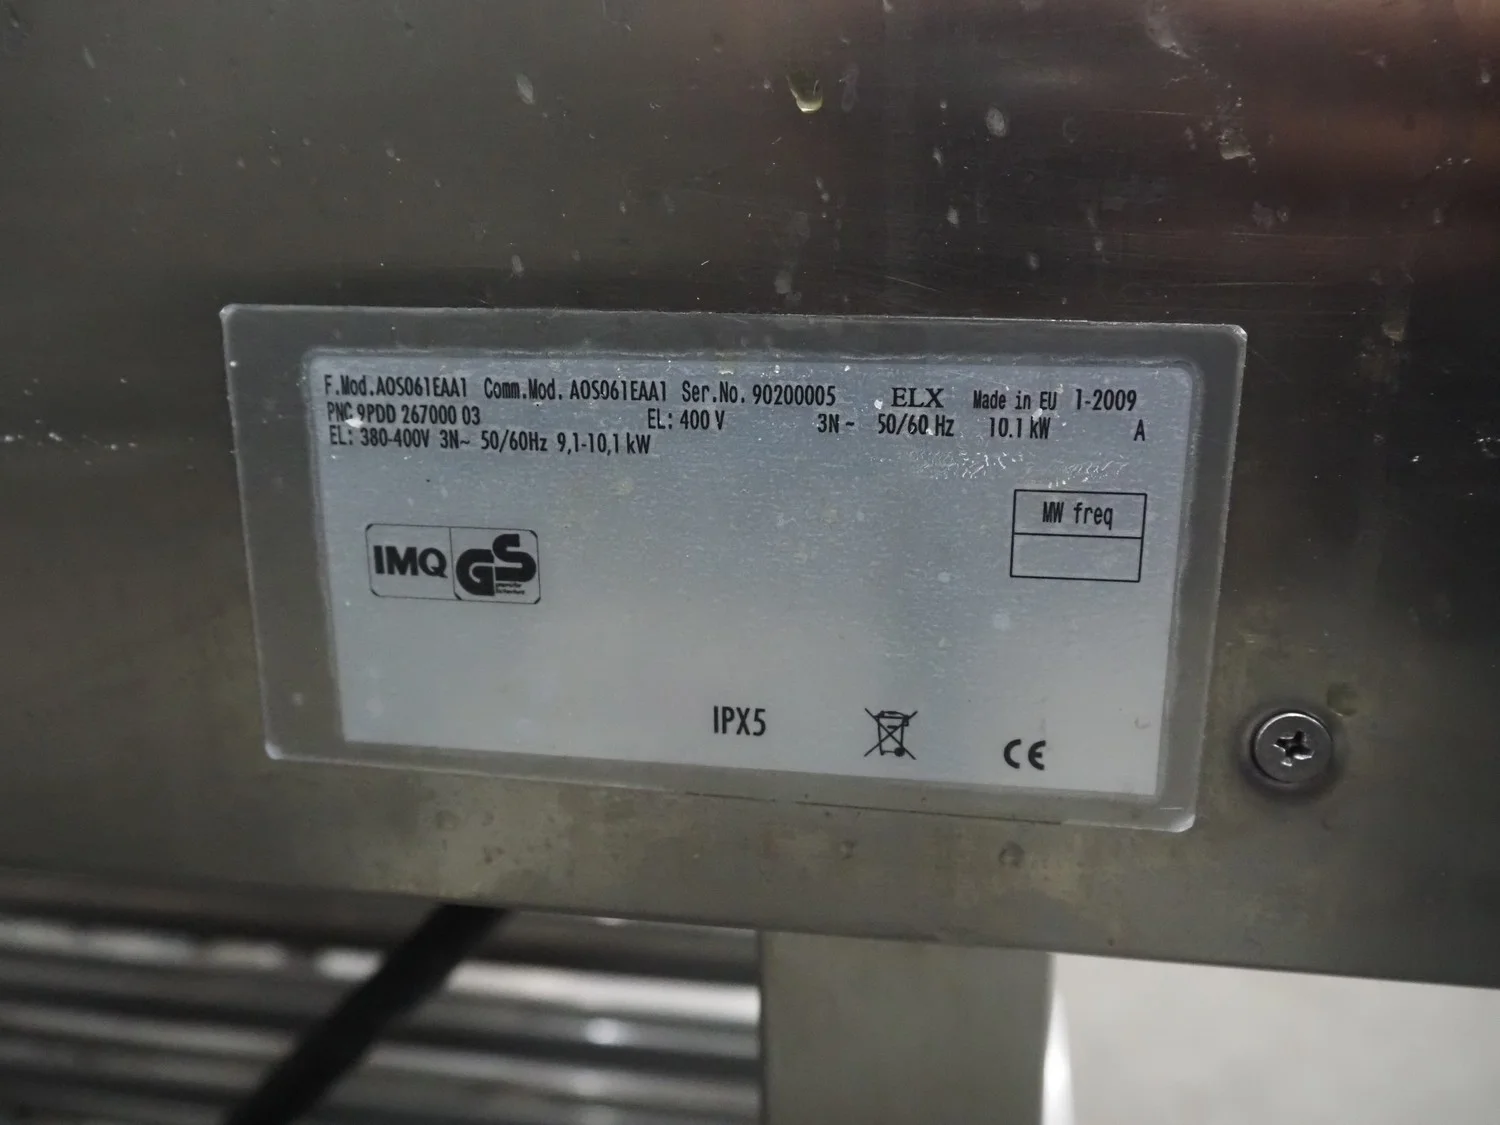 F.Mod.AOS061EAA1 Comm.Mod. AOS061EAA1 Ser.No. 90200005 ELX Made in EU 1-2009
PNC 9PDD 267000 03 EL: 400 V 3N~ 50/60 Hz 10.1 kW A
EL: 380-400V 3N~ 50/60Hz 9,1-10,1 kW
MW freq
IMQ GS
geprüfte
Sicherheit
IPX5
CE